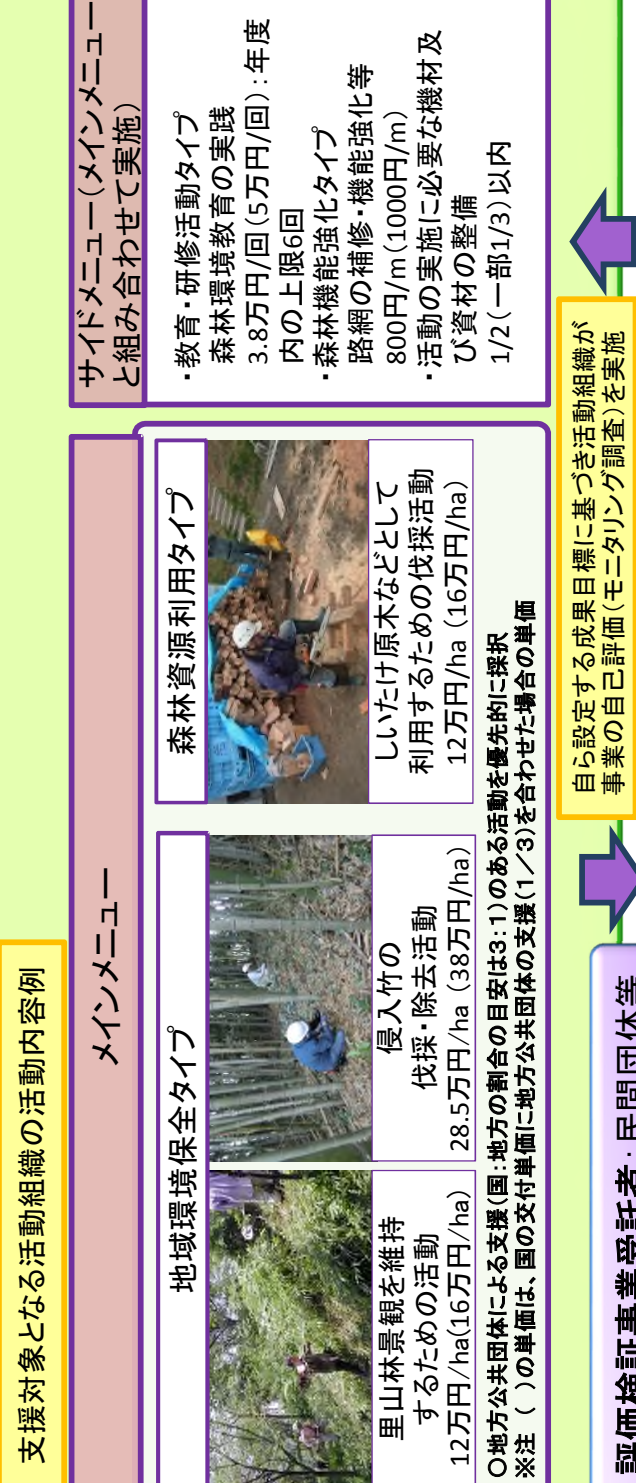 支援対象となる活動組織の活動内容例
メインメニュー
地域環境保全タイプ
里山林景観を維持
するための活動
12万円/ha(16万円/ha)
侵入竹の
伐採・除去活動
28.5万円/ha (38万円/ha)
森林資源利用タイプ
しいたけ原木などとして
利用するための伐採活動
12万円/ha (16万円/ha)
○地方公共団体による支援(国:地方の割合の目安は3:1)のある活動を優先的に採択
※注 ( )の単価は、国の交付単価に地方公共団体の支援(1/3)を合わせた場合の単価
サイドメニュー(メインメニュー
と組み合わせて実施)
・教育・研修活動タイプ
森林環境教育の実践
3.8万円/回(5万円/回):年度
内の上限6回
・森林機能強化タイプ
路網の補修・機能強化等
800円/m(1000円/m)
・活動の実施に必要な機材及
び資材の整備
1/2(一部1/3)以内
自ら設定する成果目標に基づき活動組織が
事業の自己評価(モニタリング調査)を実施
評価検証事業受託者:民間団体等